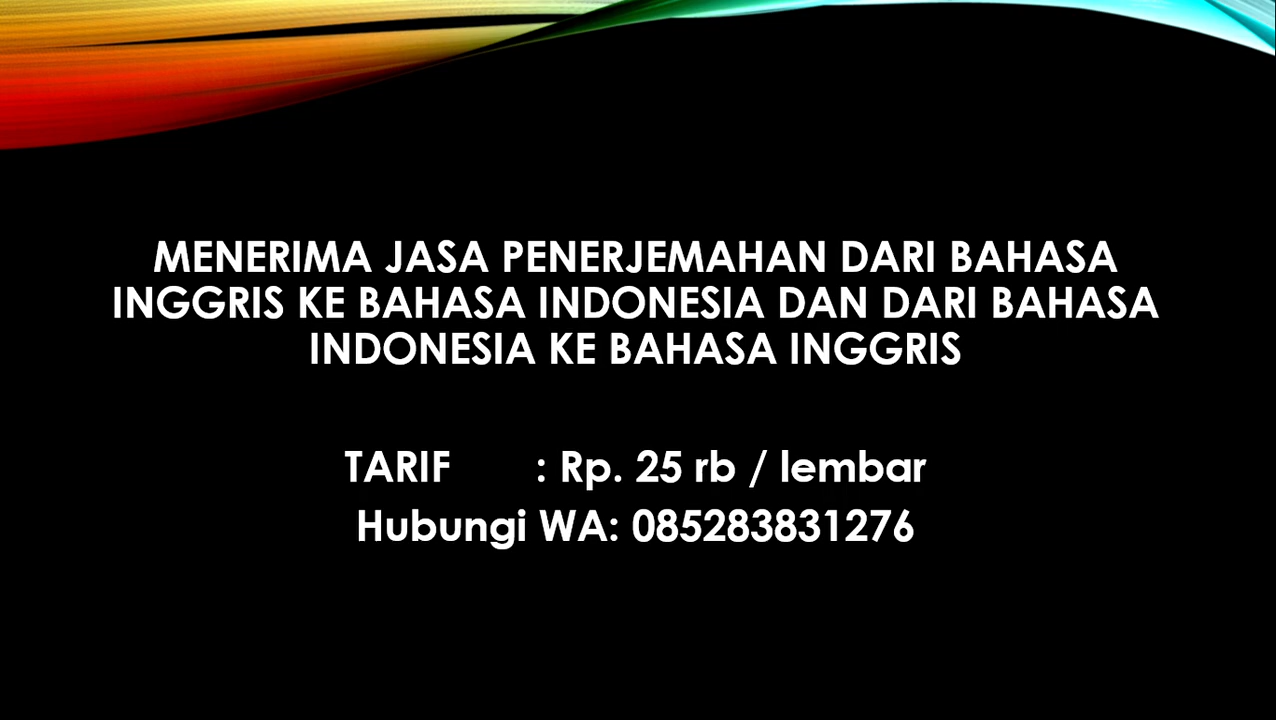 MENERIMA JASA PENERJEMAHAN DARI BAHASA
INGGRIS KE BAHASA INDONESIA DAN DARI BAHASA
INDONESIA KE BAHASA INGGRIS
TARIF : Rp. 25 rb / lembar
Hubungi WA: 085283831276